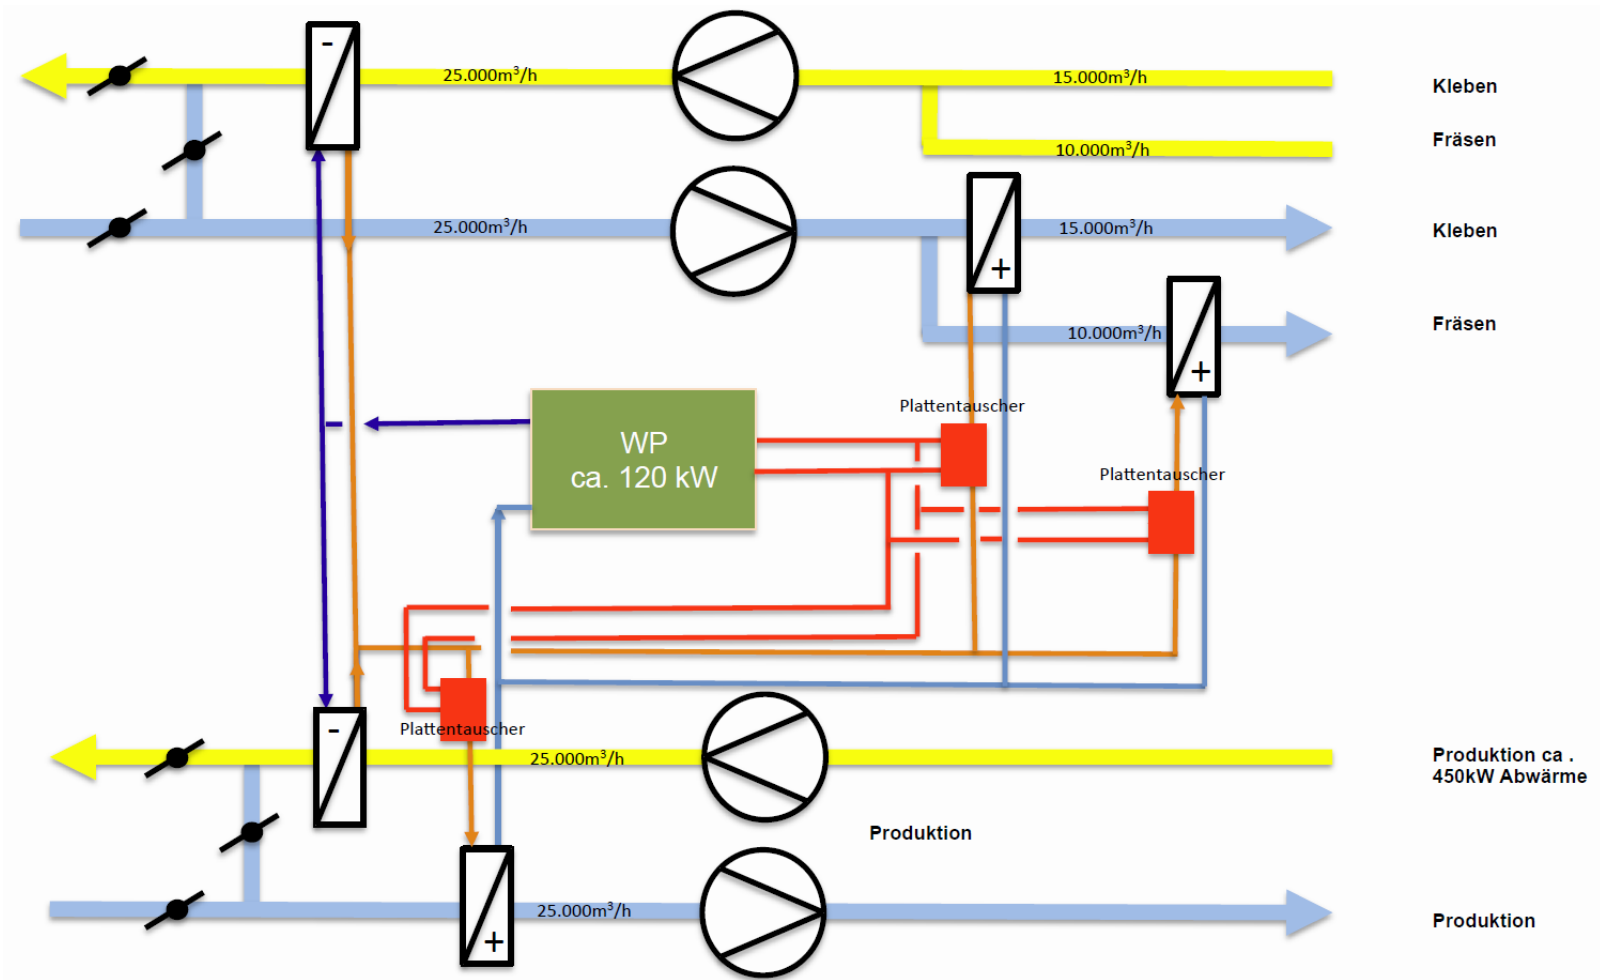 -
25.000m³/h
15.000m³/h
Kleben
Fräsen
10.000m³/h
25.000m³/h
15.000m³/h
Kleben
+
Fräsen
10.000m³/h
+
Plattentauscher
WP
ca. 120 kW
Plattentauscher
Plattentauscher
-
25.000m³/h
Produktion ca .
450kW Abwärme
Produktion
25.000m³/h
Produktion
+